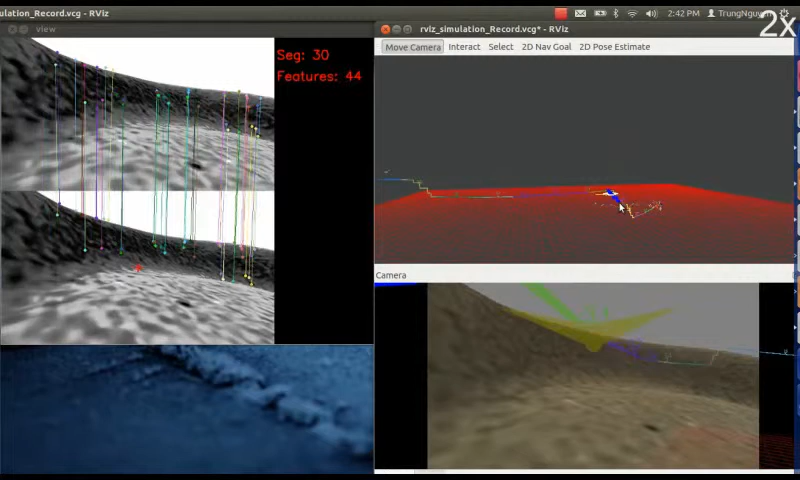 ulation_Record.vcg - RViz
2:42 PM
TrungNguy
2x
view
rviz_simulation_Record.vcg* - RViz
Move Camera
Interact
Select
2D Nav Goal
2D Pose Estimate
Seg: 30
Features: 44
Camera